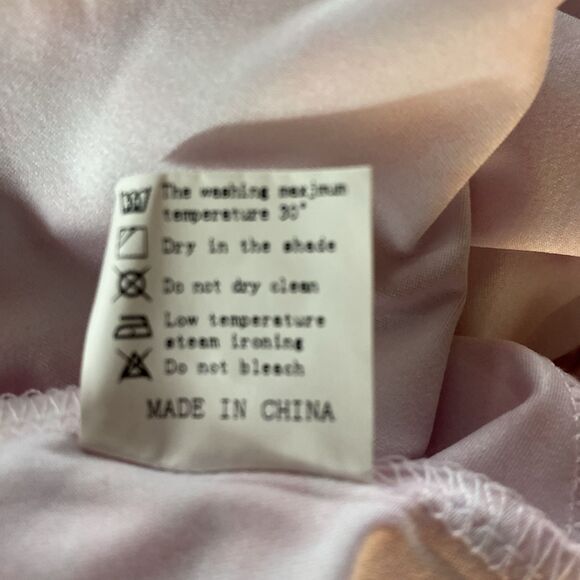 The washing maxjmum
temperature 30°
Dry in the shade
Do not dry clean
Low temperature
steam ironing
Do not bleach
MADE IN CHINA